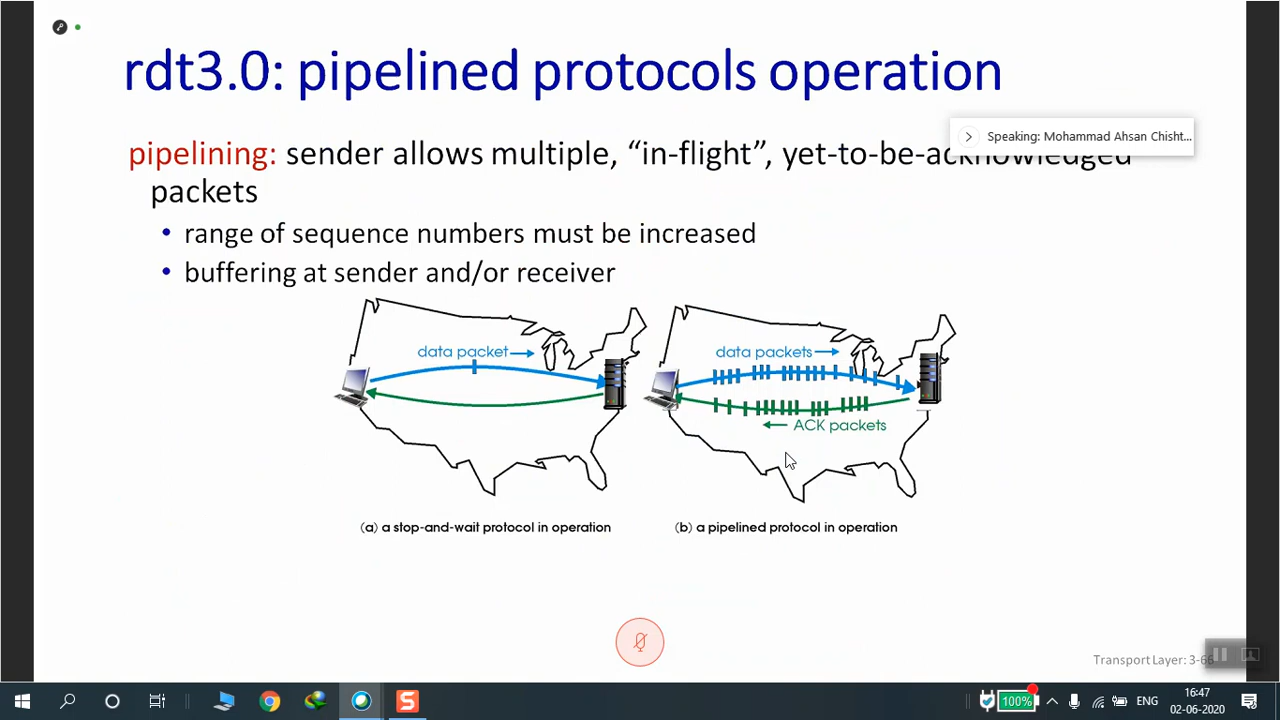 rdt3.0: pipelined protocols operation
Speaking: Mohammad Ahsan Chisht...
pipelining: sender allows multiple, “in-flight”, yet-to-be-acknowledged
packets
• range of sequence numbers must be increased
• buffering at sender and/or receiver
data packet
data packets
ACK packets
(a) a stop-and-wait protocol in operation
(b) a pipelined protocol in operation
Transport Layer: 3-66
100%
ENG
16:47
02-06-2020